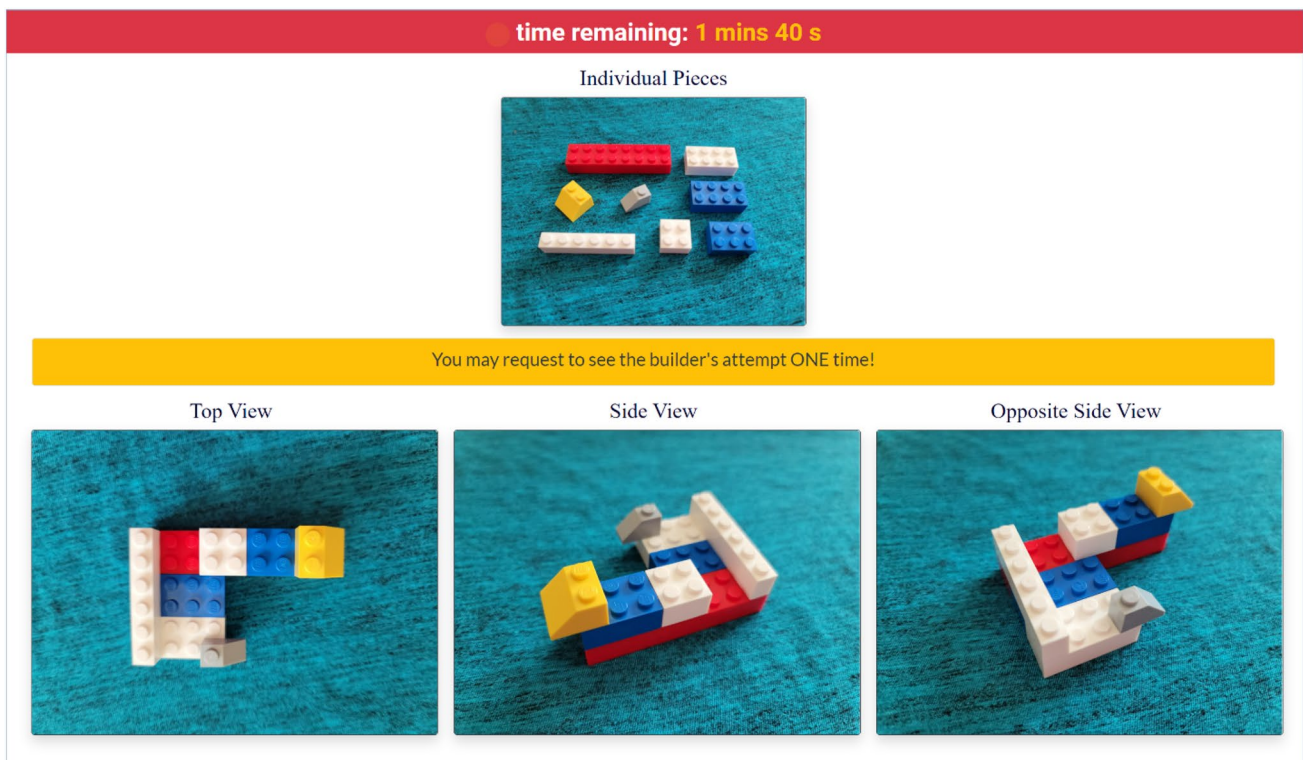 time remaining: 1 mins 40 s
Individual Pieces
You may request to see the builder's attempt ONE time!
Top View
Side View
Opposite Side View